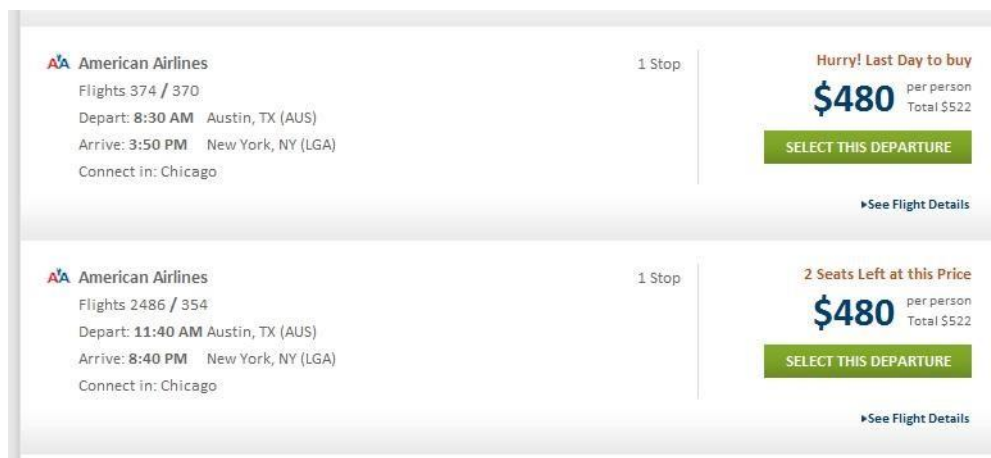 American Airlines
1 Stop
Hurry! Last Day to buy
Flights 374 / 370
$480 per person
Total $522
Depart: 8:30 AM Austin, TX (AUS)
Arrive: 3:50 PM New York, NY (LGA)
SELECT THIS DEPARTURE
Connect in: Chicago
▸See Flight Details
American Airlines
1 Stop
2 Seats Left at this Price
Flights 2486 / 354
$480 per person
Total $522
Depart: 11:40 AM Austin, TX (AUS)
Arrive: 8:40 PM New York, NY (LGA)
SELECT THIS DEPARTURE
Connect in: Chicago
▸See Flight Details